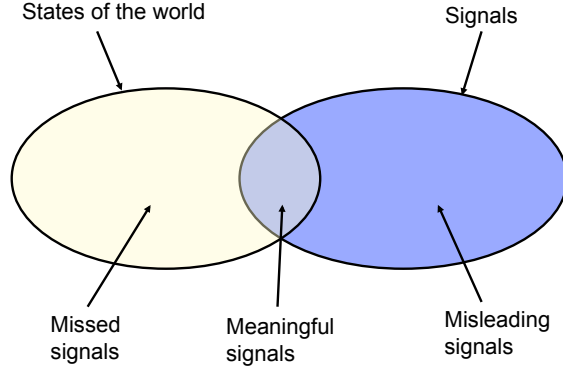 States of the world
Signals
Missed
signals
Meaningful
signals
Misleading
signals